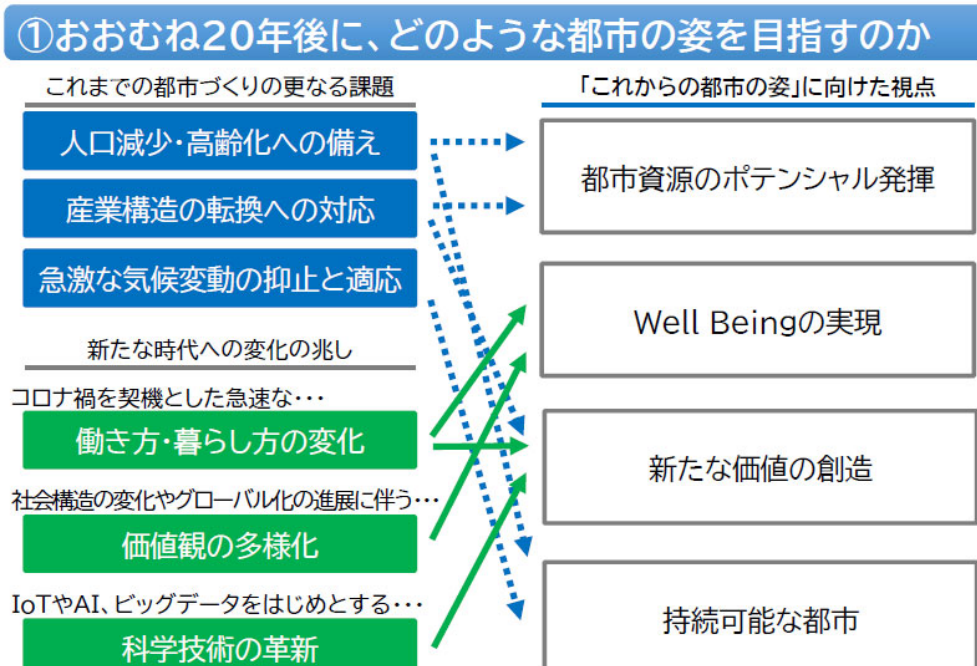 ①おおむね20年後に、どのような都市の姿を目指すのか
これまでの都市づくりの更なる課題
人口減少・高齢化への備え
産業構造の転換への対応
急激な気候変動の抑止と適応
新たな時代への変化の兆し
コロナ禍を契機とした急速な・・・
働き方・暮らし方の変化
社会構造の変化やグローバル化の進展に伴う・・・
価値観の多様化
IoTやAI、ビッグデータをはじめとする・・・
科学技術の革新
「これからの都市の姿」に向けた視点
都市資源のポテンシャル発揮
Well Beingの実現
新たな価値の創造
持続可能な都市